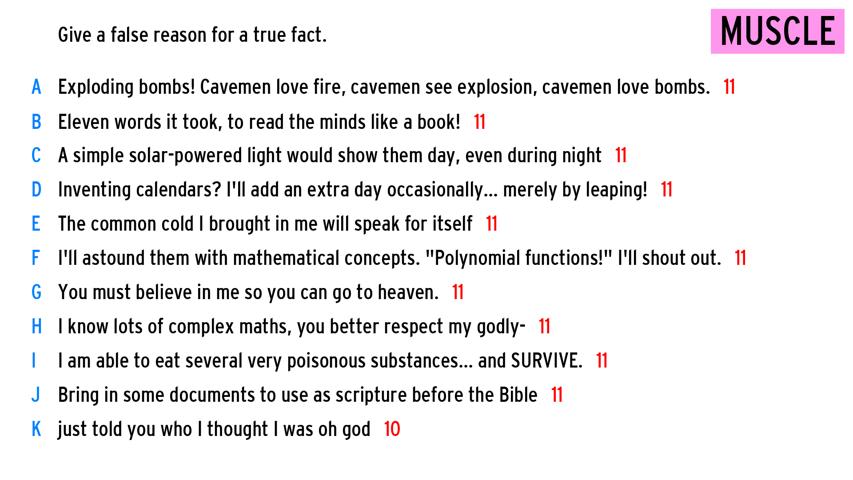 Give a false reason for a true fact.
MUSCLE
A Exploding bombs! Cavemen love fire, cavemen see explosion, cavemen love bombs. 11
B Eleven words it took, to read the minds like a book! 11
C A simple solar-powered light would show them day, even during night 11
D Inventing calendars? I'll add an extra day occasionally... merely by leaping! 11
E The common cold I brought in me will speak for itself 11
F I'll astound them with mathematical concepts. "Polynomial functions!" I'll shout out. 11
G You must believe in me so you can go to heaven. 11
H I know lots of complex maths, you better respect my godly- 11
I I am able to eat several very poisonous substances... and SURVIVE. 11
J Bring in some documents to use as scripture before the Bible 11
K just told you who I thought I was oh god 10